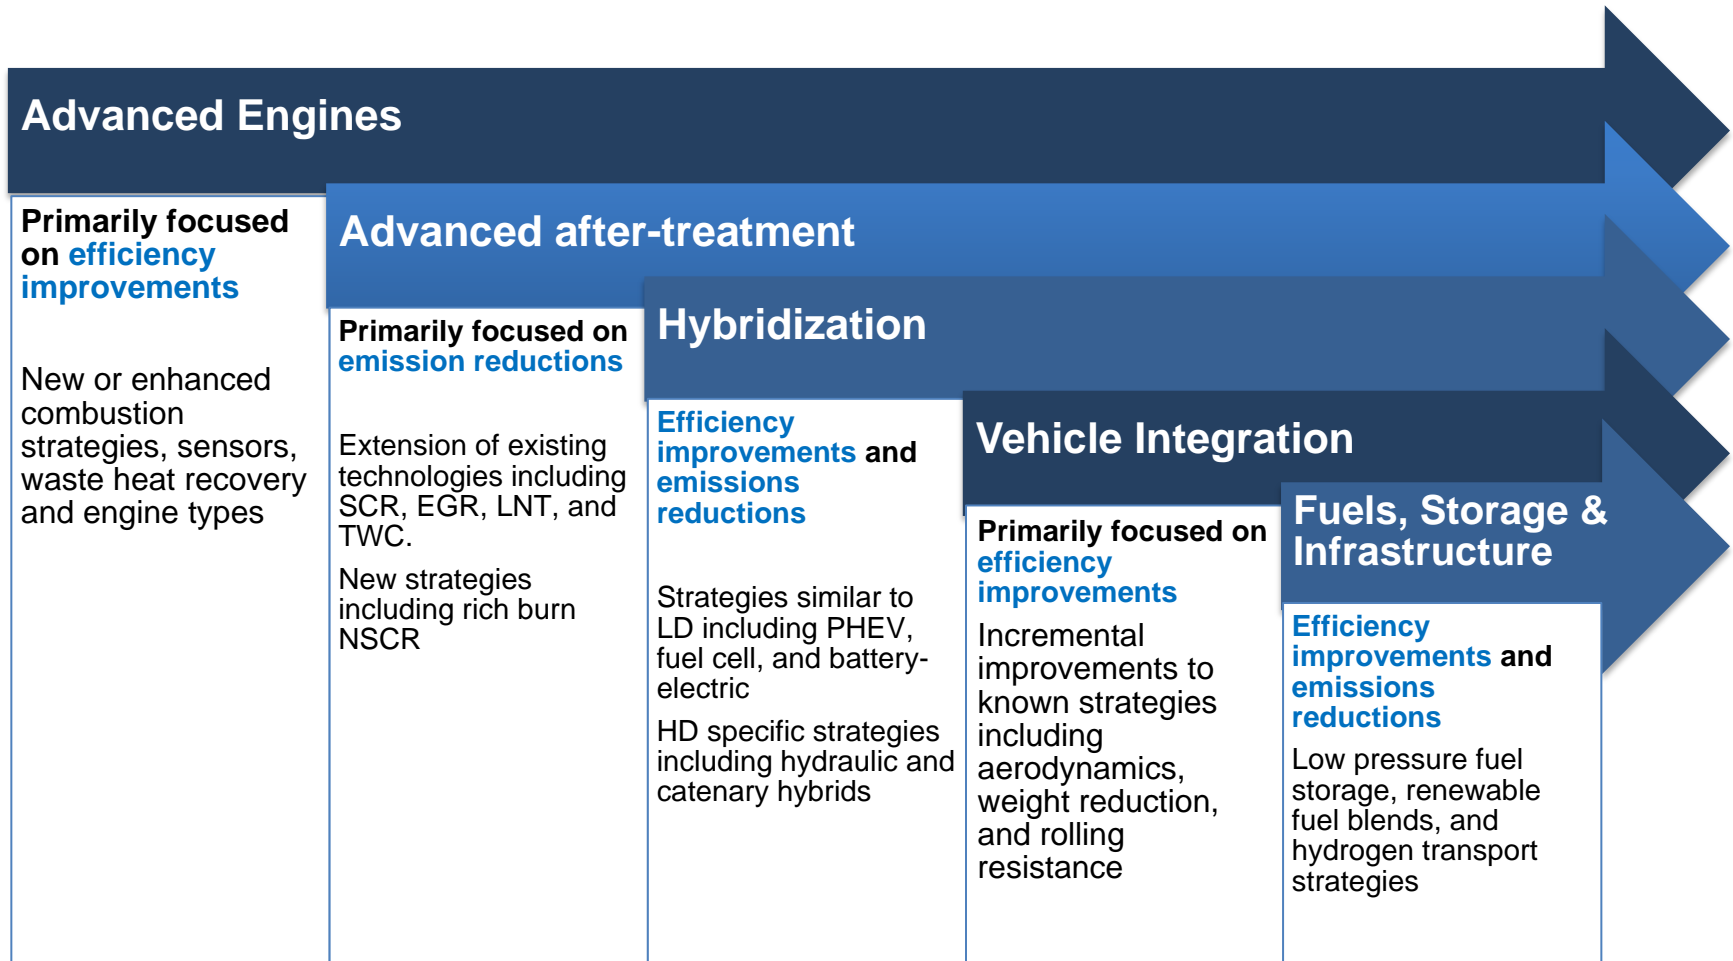 Advanced Engines
Primarily focused
on efficiency
improvements
New or enhanced
combustion
strategies, sensors,
waste heat recovery
and engine types
Advanced after-treatment
Primarily focused on
emission reductions
Extension of existing
technologies including
SCR, EGR, LNT, and
TWC.
New strategies
including rich burn
NSCR
Hybridization
Efficiency
improvements and
emissions
reductions
Strategies similar to
LD including PHEV,
fuel cell, and battery-
electric
HD specific strategies
including hydraulic and
catenary hybrids
Vehicle Integration
Primarily focused on
efficiency
improvements
Incremental
improvements to
known strategies
including
aerodynamics,
weight reduction,
and rolling
resistance
Fuels, Storage &
Infrastructure
Efficiency
improvements and
emissions
reductions
Low pressure fuel
storage, renewable
fuel blends, and
hydrogen transport
strategies